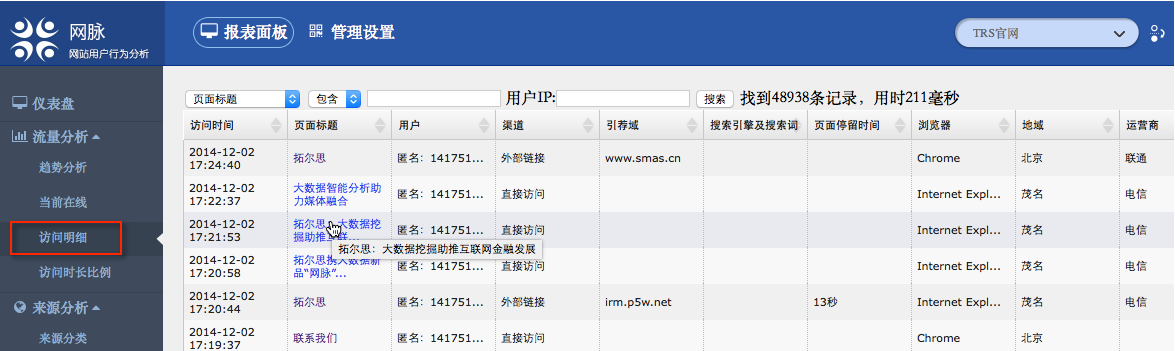 网脉
网站用户行为分析
报表面板 管理设置
TRS官网
仪表盘
流量分析
趋势分析
当前在线
访问明细
访问时长比例
来源分析
来源分类
页面标题 包含 用户IP: 搜索 找到48938条记录，用时211毫秒
访问时间 页面标题 用户 渠道 引荐域 搜索引擎及搜索词 页面停留时间 浏览器 地域 运营商
2014-12-02
17:24:40
拓尔思 匿名: 141751... 外部链接 www.smas.cn Chrome 北京 联通
2014-12-02
17:22:37
大数据智能分析助
力媒体融合
匿名: 141751... 直接访问 Internet Expl... 茂名 电信
2014-12-02
17:21:53
拓尔思：大数据挖
掘助推互联...
匿名: 141751... 直接访问 Internet Expl... 茂名 电信
拓尔思：大数据挖掘助推互联网金融发展
2014-12-02
17:20:58
拓尔思携大数据新
品“网脉”...
匿名: 141751... 直接访问 Internet Expl... 茂名 电信
2014-12-02
17:20:44
拓尔思 匿名: 141751... 外部链接 irm.p5w.net 13秒 Internet Expl... 茂名 电信
2014-12-02
17:19:37
联系我们 匿名: 141751... 直接访问 Chrome 北京